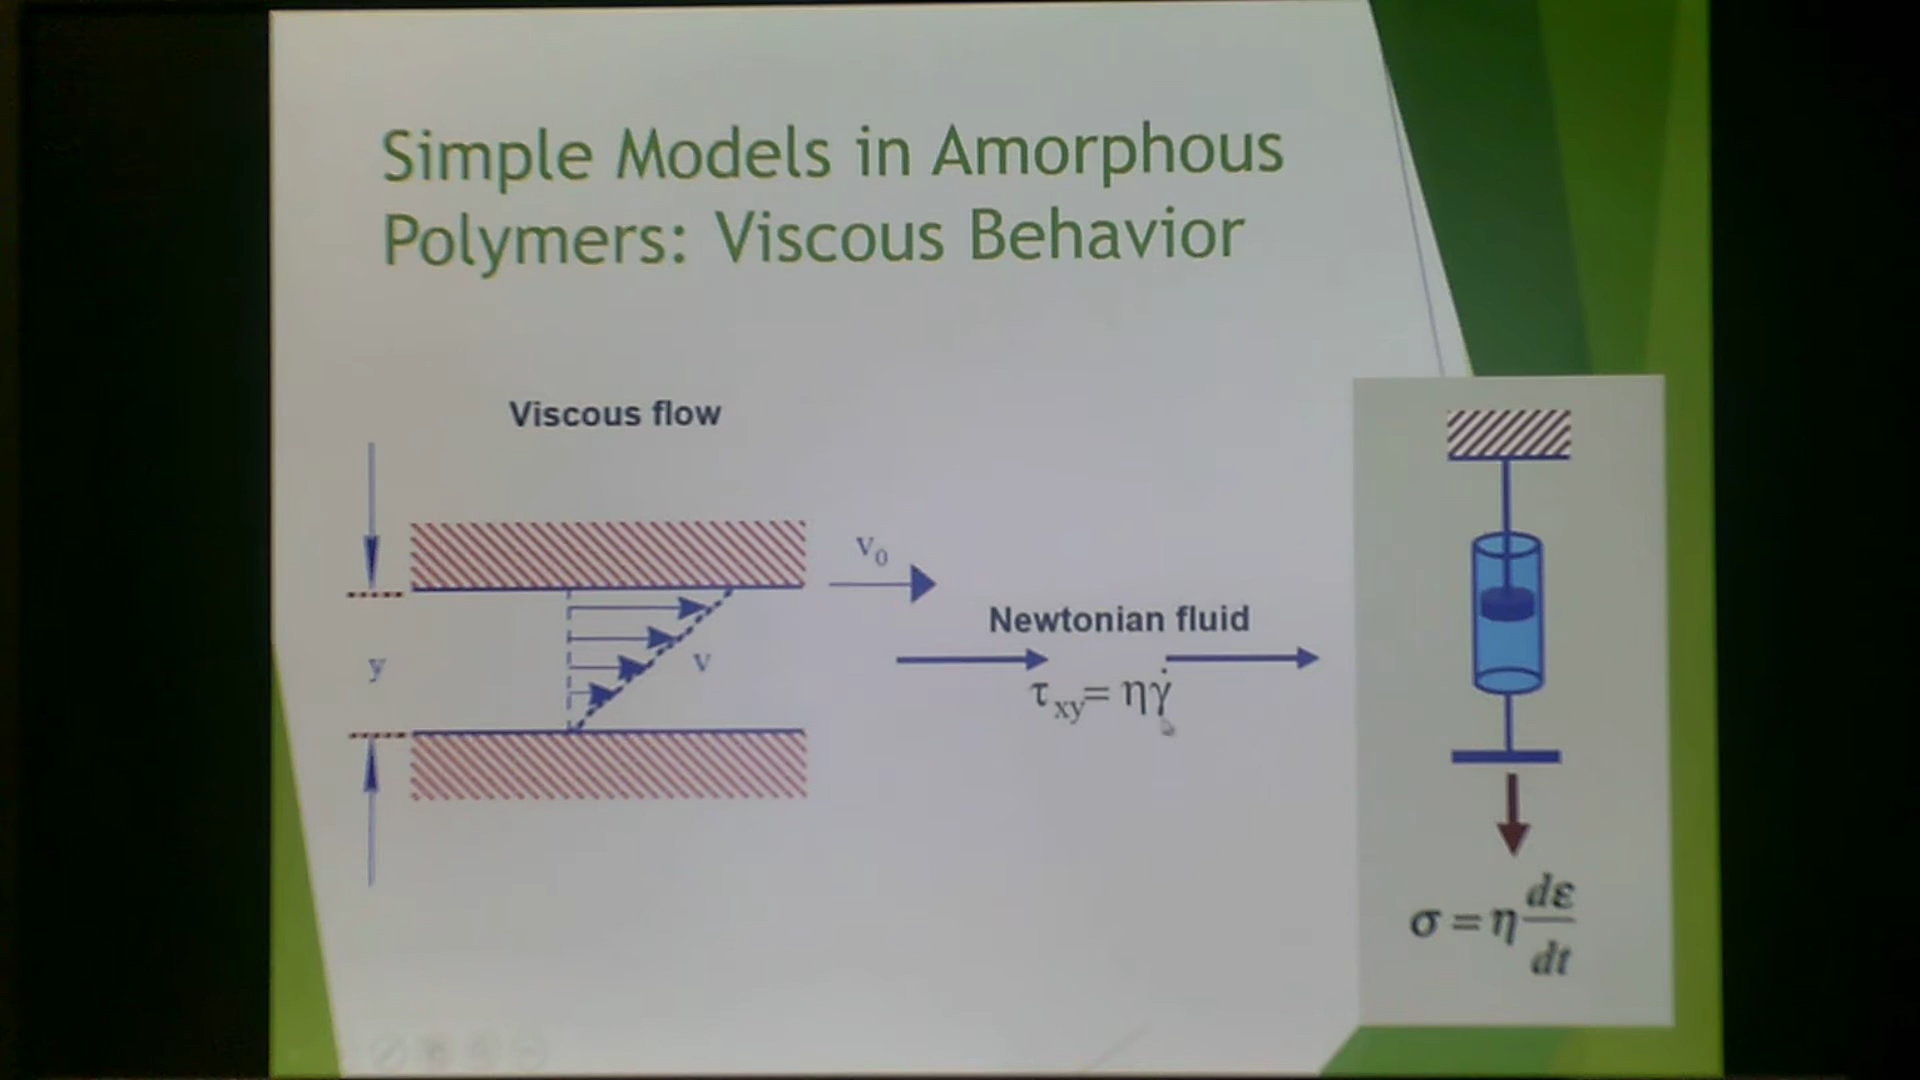 Simple Models in Amorphous
Polymers: Viscous Behavior
Viscous flow
v₀
y
v
Newtonian fluid
τxy= ηγ̇
σ = η dε/dt